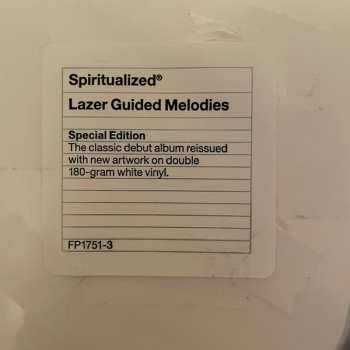 Spiritualized®
Lazer Guided Melodies
Special Edition
The classic debut album reissued
with new artwork on double
180-gram white vinyl.
FP1751-3